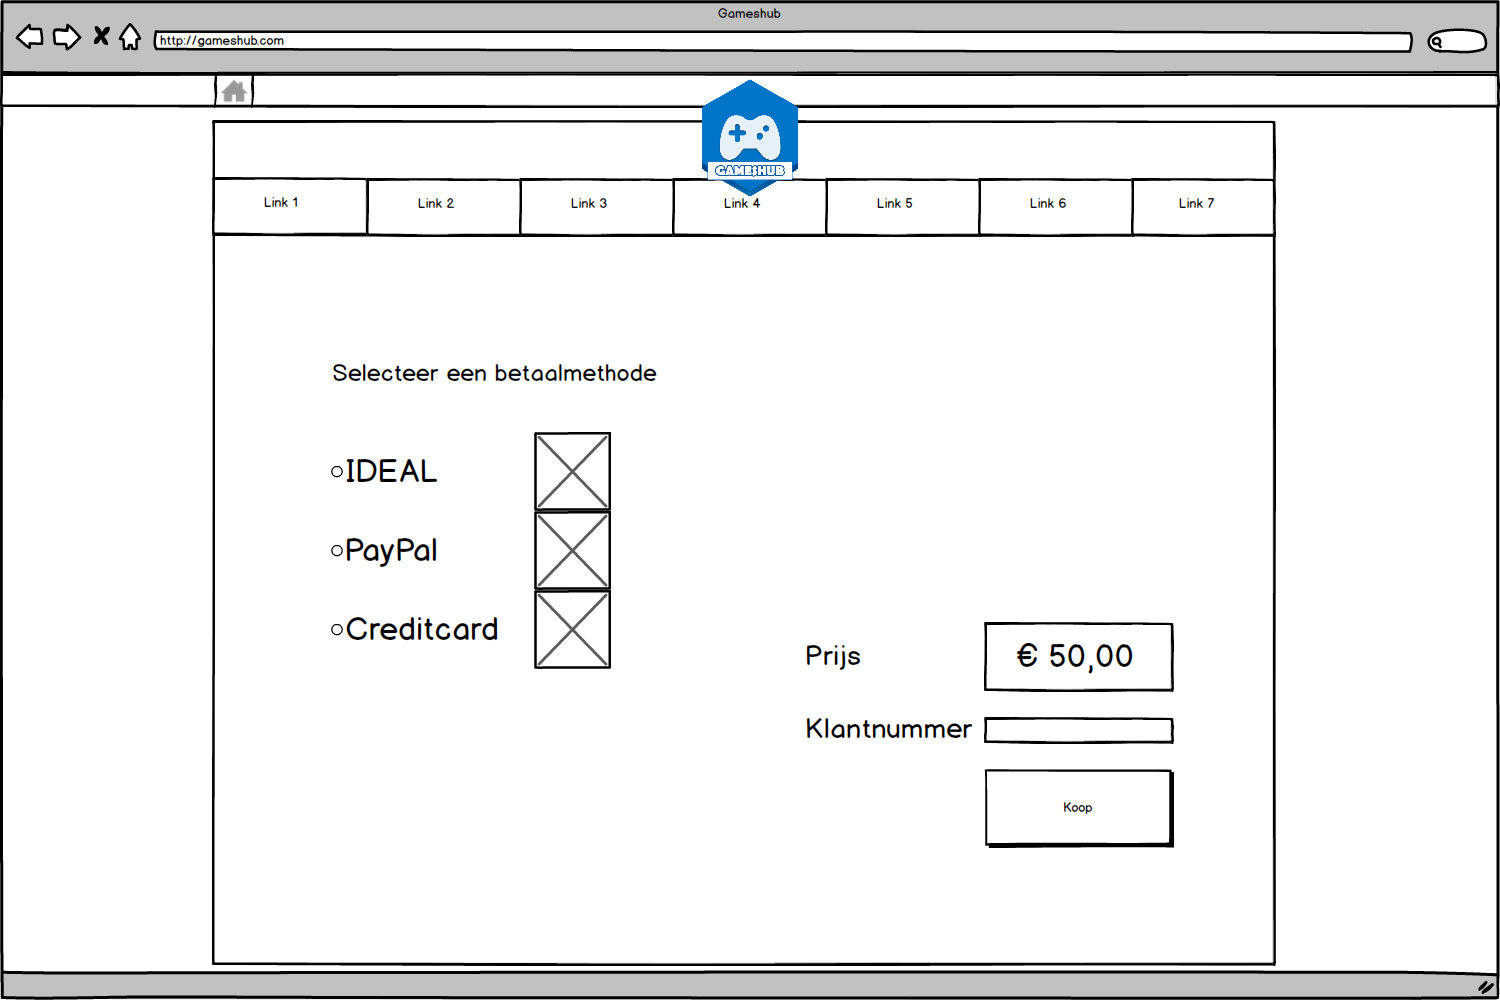 Gameshub
http://gameshub.com
GAMESHUB
Link 1
Link 2
Link 3
Link 4
Link 5
Link 6
Link 7
Selecteer een betaalmethode
IDEAL
PayPal
Creditcard
Prijs
€ 50,00
Klantnummer
Koop